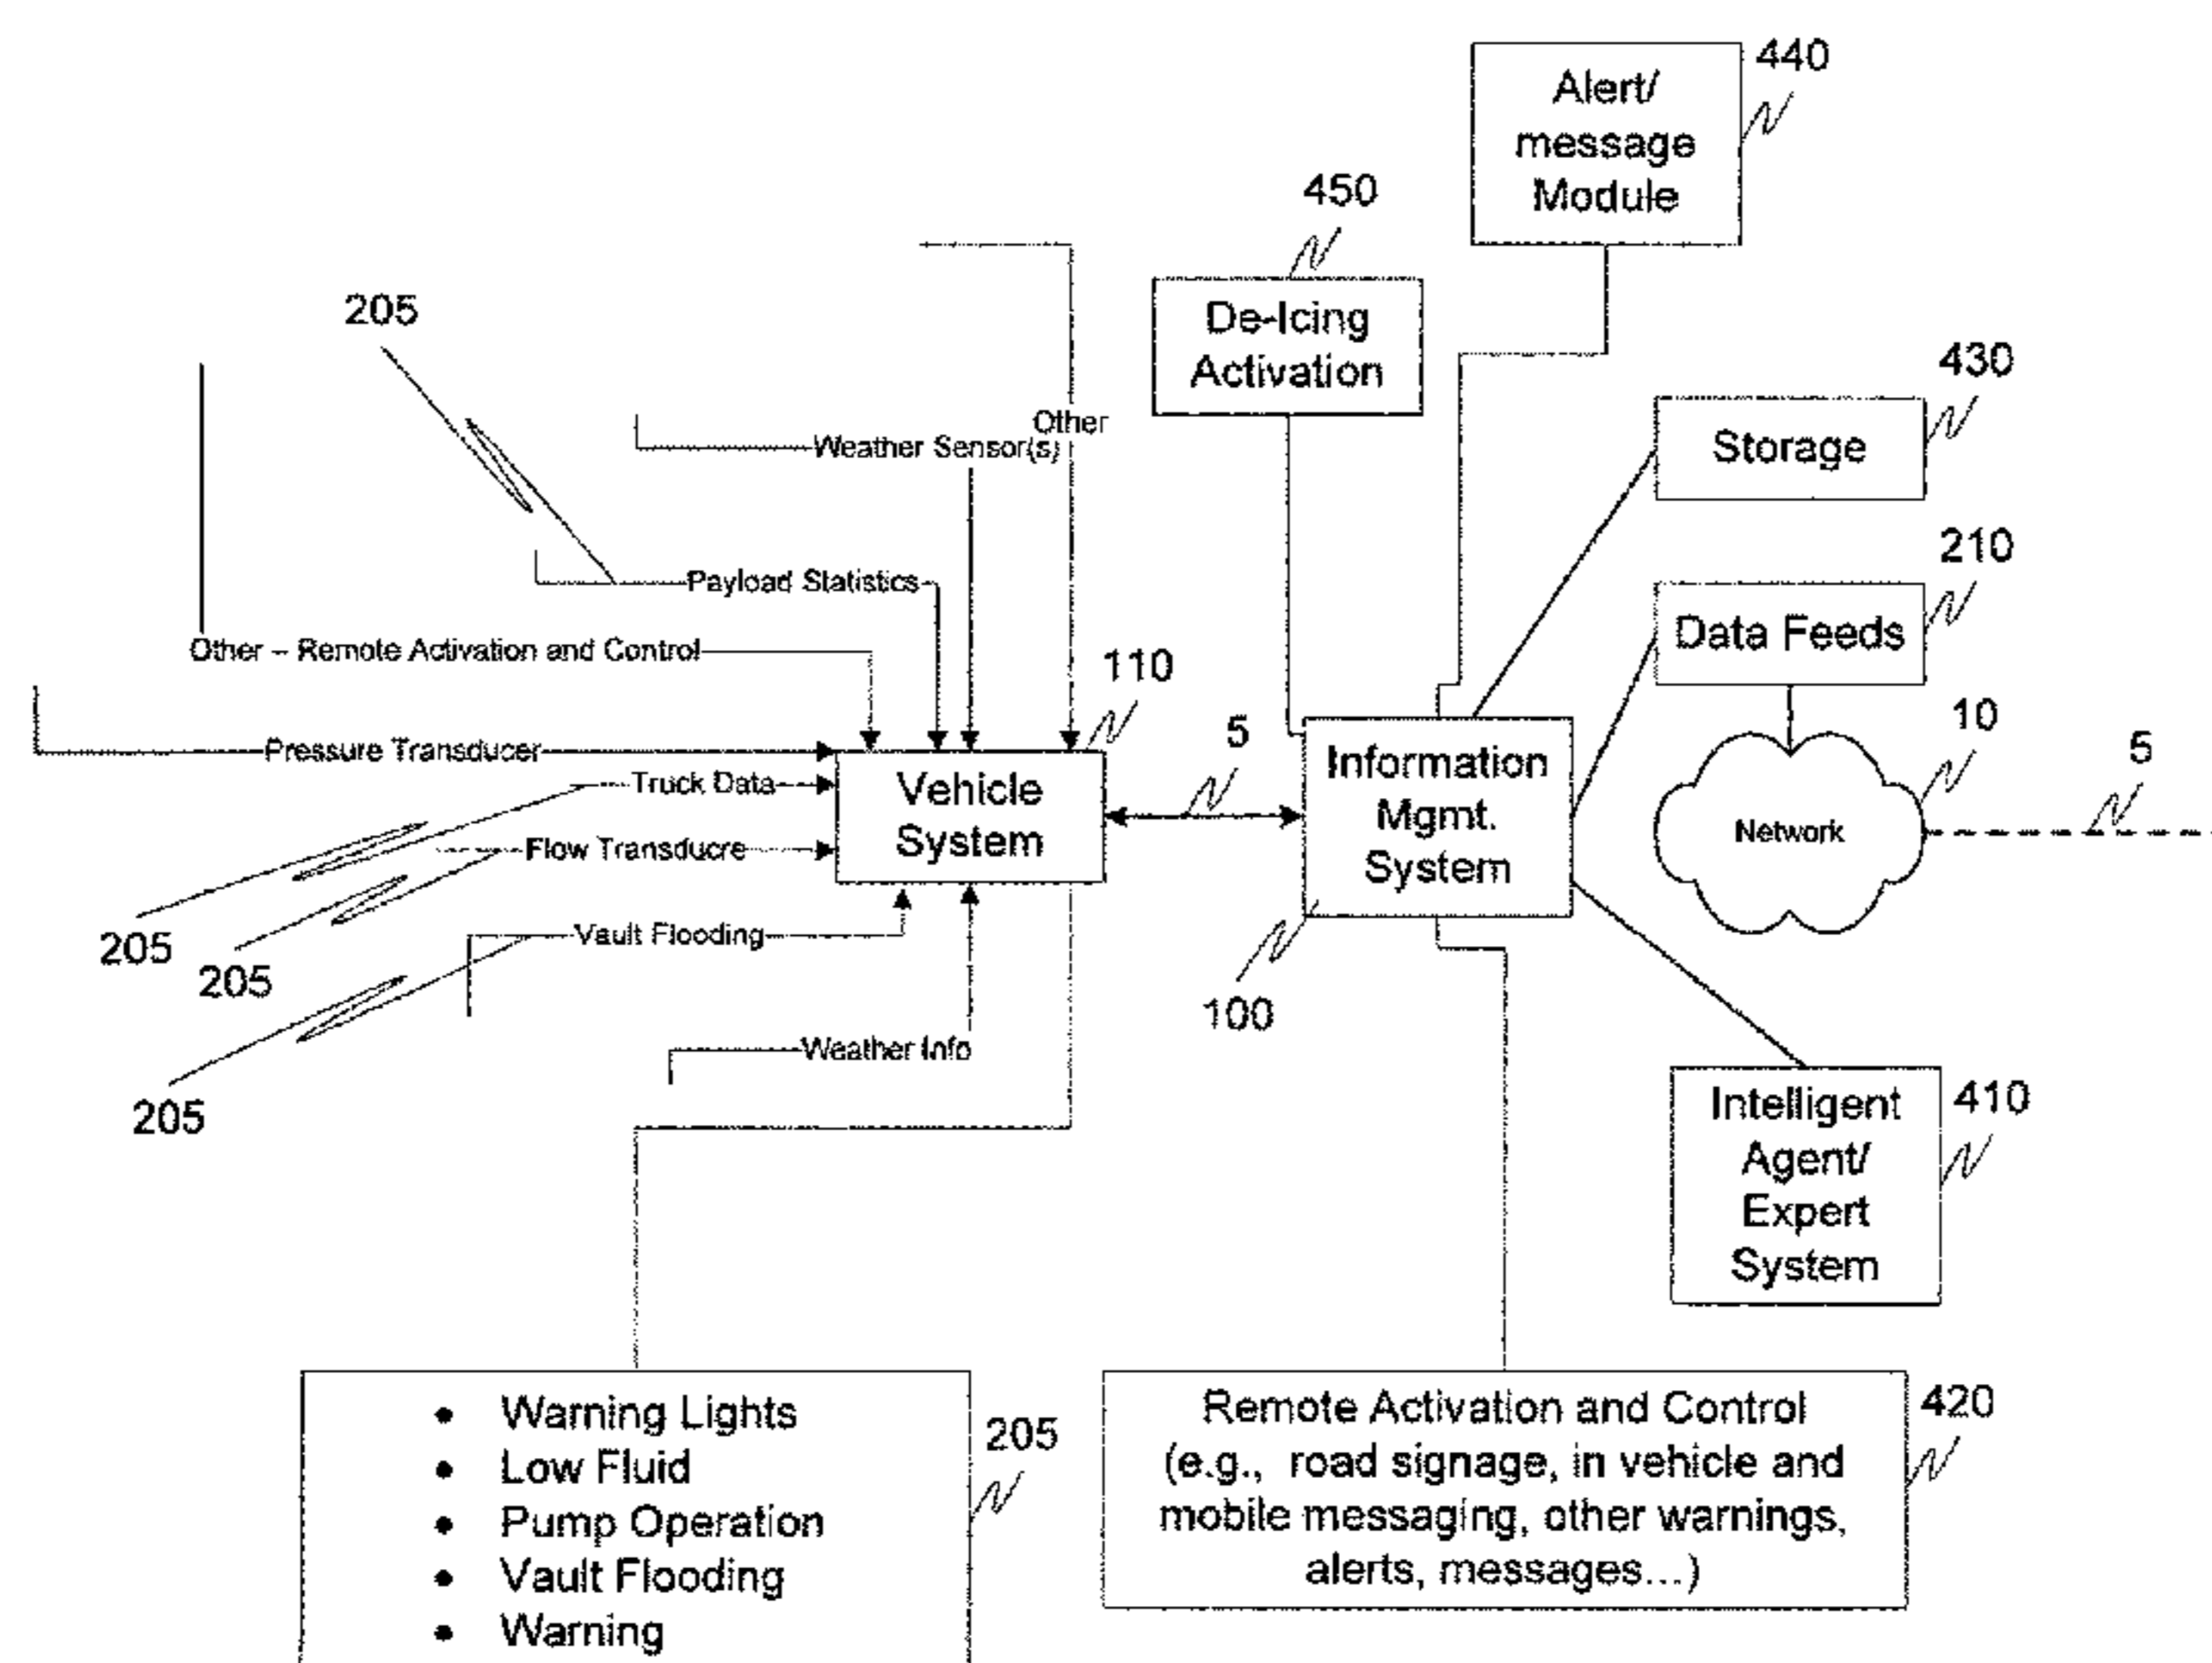 440
Alert/
message
Module
450
De-Icing
Activation
205
430
Storage
Other
Weather Sensor(s)
210
Data Feeds
Payload Statistics
Other – Remote Activation and Control
110
10
5
5
Pressure Transducer
Truck Data
Flow Transducre
Vehicle
System
Information
Mgmt.
System
Network
205
205
Vault Flooding
100
Weather Info
205
Intelligent
Agent/
Expert
System
410
• Warning Lights
• Low Fluid
• Pump Operation
• Vault Flooding
• Warning
205
Remote Activation and Control
(e.g., road signage, in vehicle and
mobile messaging, other warnings,
alerts, messages...)
420